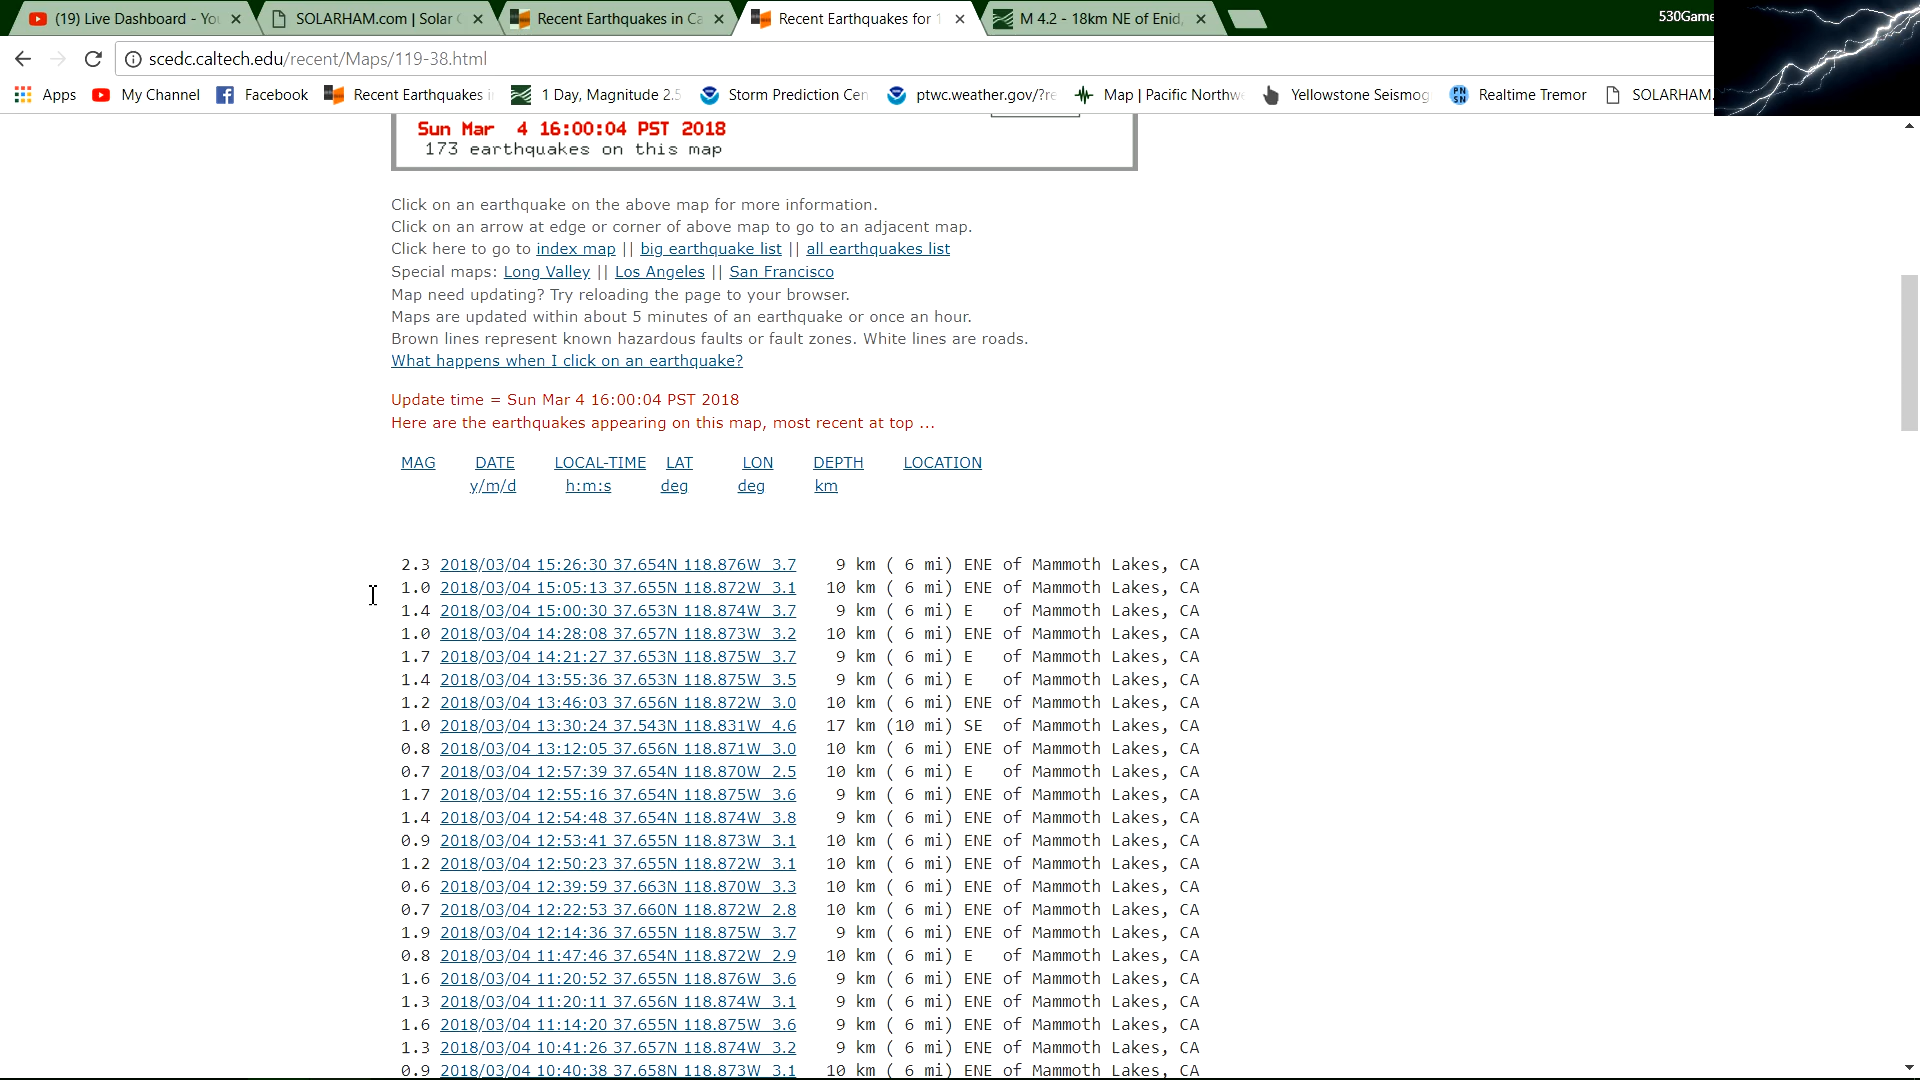 (19) Live Dashboard - You
SOLARHAM.com | Solar
Recent Earthquakes in Ca
Recent Earthquakes for 1
M 4.2 - 18km NE of Enid,
530Game
scedc.caltech.edu/recent/Maps/119-38.html
Apps My Channel Facebook Recent Earthquakes i 1 Day, Magnitude 2.5 Storm Prediction Cen ptwc.weather.gov/?re Map | Pacific Northw Yellowstone Seismog Realtime Tremor SOLARHAM.
Sun Mar 4 16:00:04 PST 2018
173 earthquakes on this map
Click on an earthquake on the above map for more information.
Click on an arrow at edge or corner of above map to go to an adjacent map.
Click here to go to index map || big earthquake list || all earthquakes list
Special maps: Long Valley || Los Angeles || San Francisco
Map need updating? Try reloading the page to your browser.
Maps are updated within about 5 minutes of an earthquake or once an hour.
Brown lines represent known hazardous faults or fault zones. White lines are roads.
What happens when I click on an earthquake?
Update time = Sun Mar 4 16:00:04 PST 2018
Here are the earthquakes appearing on this map, most recent at top ...
MAG DATE LOCAL-TIME LAT LON DEPTH LOCATION
y/m/d h:m:s deg deg km
2.3 2018/03/04 15:26:30 37.654N 118.876W 3.7 9 km ( 6 mi) ENE of Mammoth Lakes, CA
1.0 2018/03/04 15:05:13 37.655N 118.872W 3.1 10 km ( 6 mi) ENE of Mammoth Lakes, CA
1.4 2018/03/04 15:00:30 37.653N 118.874W 3.7 9 km ( 6 mi) E of Mammoth Lakes, CA
1.0 2018/03/04 14:28:08 37.657N 118.873W 3.2 10 km ( 6 mi) ENE of Mammoth Lakes, CA
1.7 2018/03/04 14:21:27 37.653N 118.875W 3.7 9 km ( 6 mi) E of Mammoth Lakes, CA
1.4 2018/03/04 13:55:36 37.653N 118.875W 3.5 9 km ( 6 mi) E of Mammoth Lakes, CA
1.2 2018/03/04 13:46:03 37.656N 118.872W 3.0 10 km ( 6 mi) ENE of Mammoth Lakes, CA
1.0 2018/03/04 13:30:24 37.543N 118.831W 4.6 17 km (10 mi) SE of Mammoth Lakes, CA
0.8 2018/03/04 13:12:05 37.656N 118.871W 3.0 10 km ( 6 mi) ENE of Mammoth Lakes, CA
0.7 2018/03/04 12:57:39 37.654N 118.870W 2.5 10 km ( 6 mi) E of Mammoth Lakes, CA
1.7 2018/03/04 12:55:16 37.654N 118.875W 3.6 9 km ( 6 mi) ENE of Mammoth Lakes, CA
1.4 2018/03/04 12:54:48 37.654N 118.874W 3.8 9 km ( 6 mi) ENE of Mammoth Lakes, CA
0.9 2018/03/04 12:53:41 37.655N 118.873W 3.1 10 km ( 6 mi) ENE of Mammoth Lakes, CA
1.2 2018/03/04 12:50:23 37.655N 118.872W 3.1 10 km ( 6 mi) ENE of Mammoth Lakes, CA
0.6 2018/03/04 12:39:59 37.663N 118.870W 3.3 10 km ( 6 mi) ENE of Mammoth Lakes, CA
0.7 2018/03/04 12:22:53 37.660N 118.872W 2.8 10 km ( 6 mi) ENE of Mammoth Lakes, CA
1.9 2018/03/04 12:14:36 37.655N 118.875W 3.7 9 km ( 6 mi) ENE of Mammoth Lakes, CA
0.8 2018/03/04 11:47:46 37.654N 118.872W 2.9 10 km ( 6 mi) E of Mammoth Lakes, CA
1.6 2018/03/04 11:20:52 37.655N 118.876W 3.6 9 km ( 6 mi) ENE of Mammoth Lakes, CA
1.3 2018/03/04 11:20:11 37.656N 118.874W 3.1 9 km ( 6 mi) ENE of Mammoth Lakes, CA
1.6 2018/03/04 11:14:20 37.655N 118.875W 3.6 9 km ( 6 mi) ENE of Mammoth Lakes, CA
1.3 2018/03/04 10:41:26 37.657N 118.874W 3.2 9 km ( 6 mi) ENE of Mammoth Lakes, CA
0.9 2018/03/04 10:40:38 37.658N 118.873W 3.1 10 km ( 6 mi) ENE of Mammoth Lakes, CA